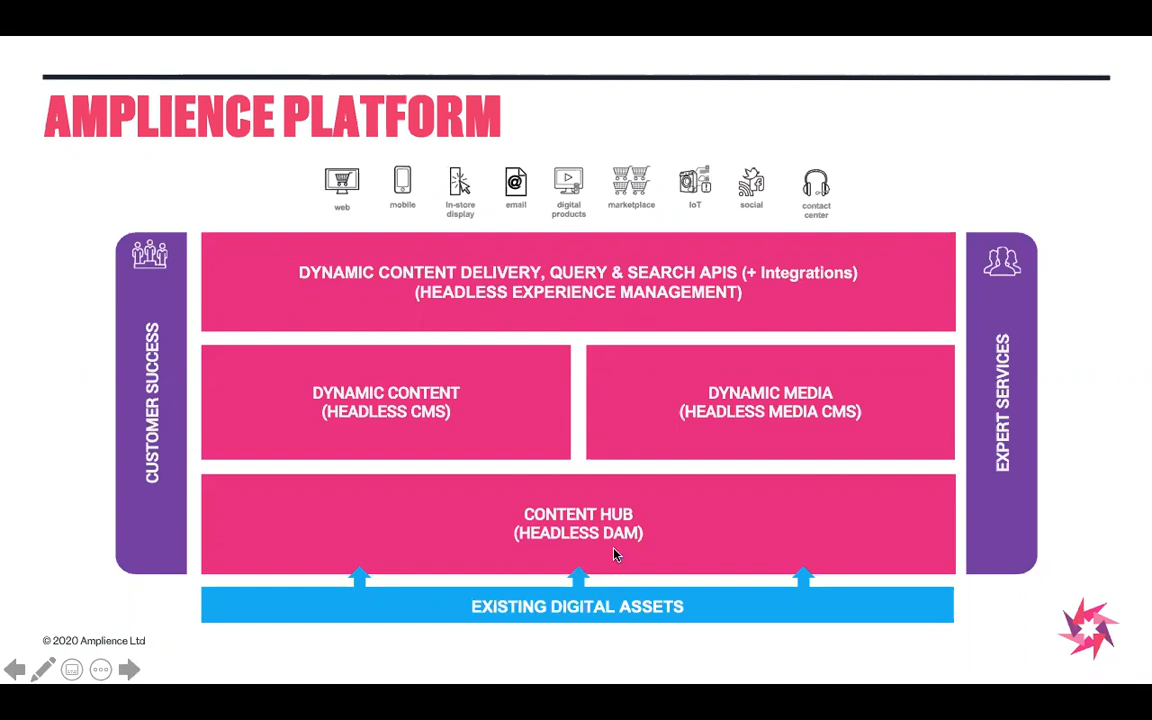 AMPLIENCE PLATFORM
web
mobile
In-store
display
email
digital
products
marketplace
IoT
social
contact
center
CUSTOMER SUCCESS
DYNAMIC CONTENT DELIVERY, QUERY & SEARCH APIS (+ Integrations)
(HEADLESS EXPERIENCE MANAGEMENT)
DYNAMIC CONTENT
(HEADLESS CMS)
DYNAMIC MEDIA
(HEADLESS MEDIA CMS)
CONTENT HUB
(HEADLESS DAM)
EXPERT SERVICES
EXISTING DIGITAL ASSETS
© 2020 Amplience Ltd